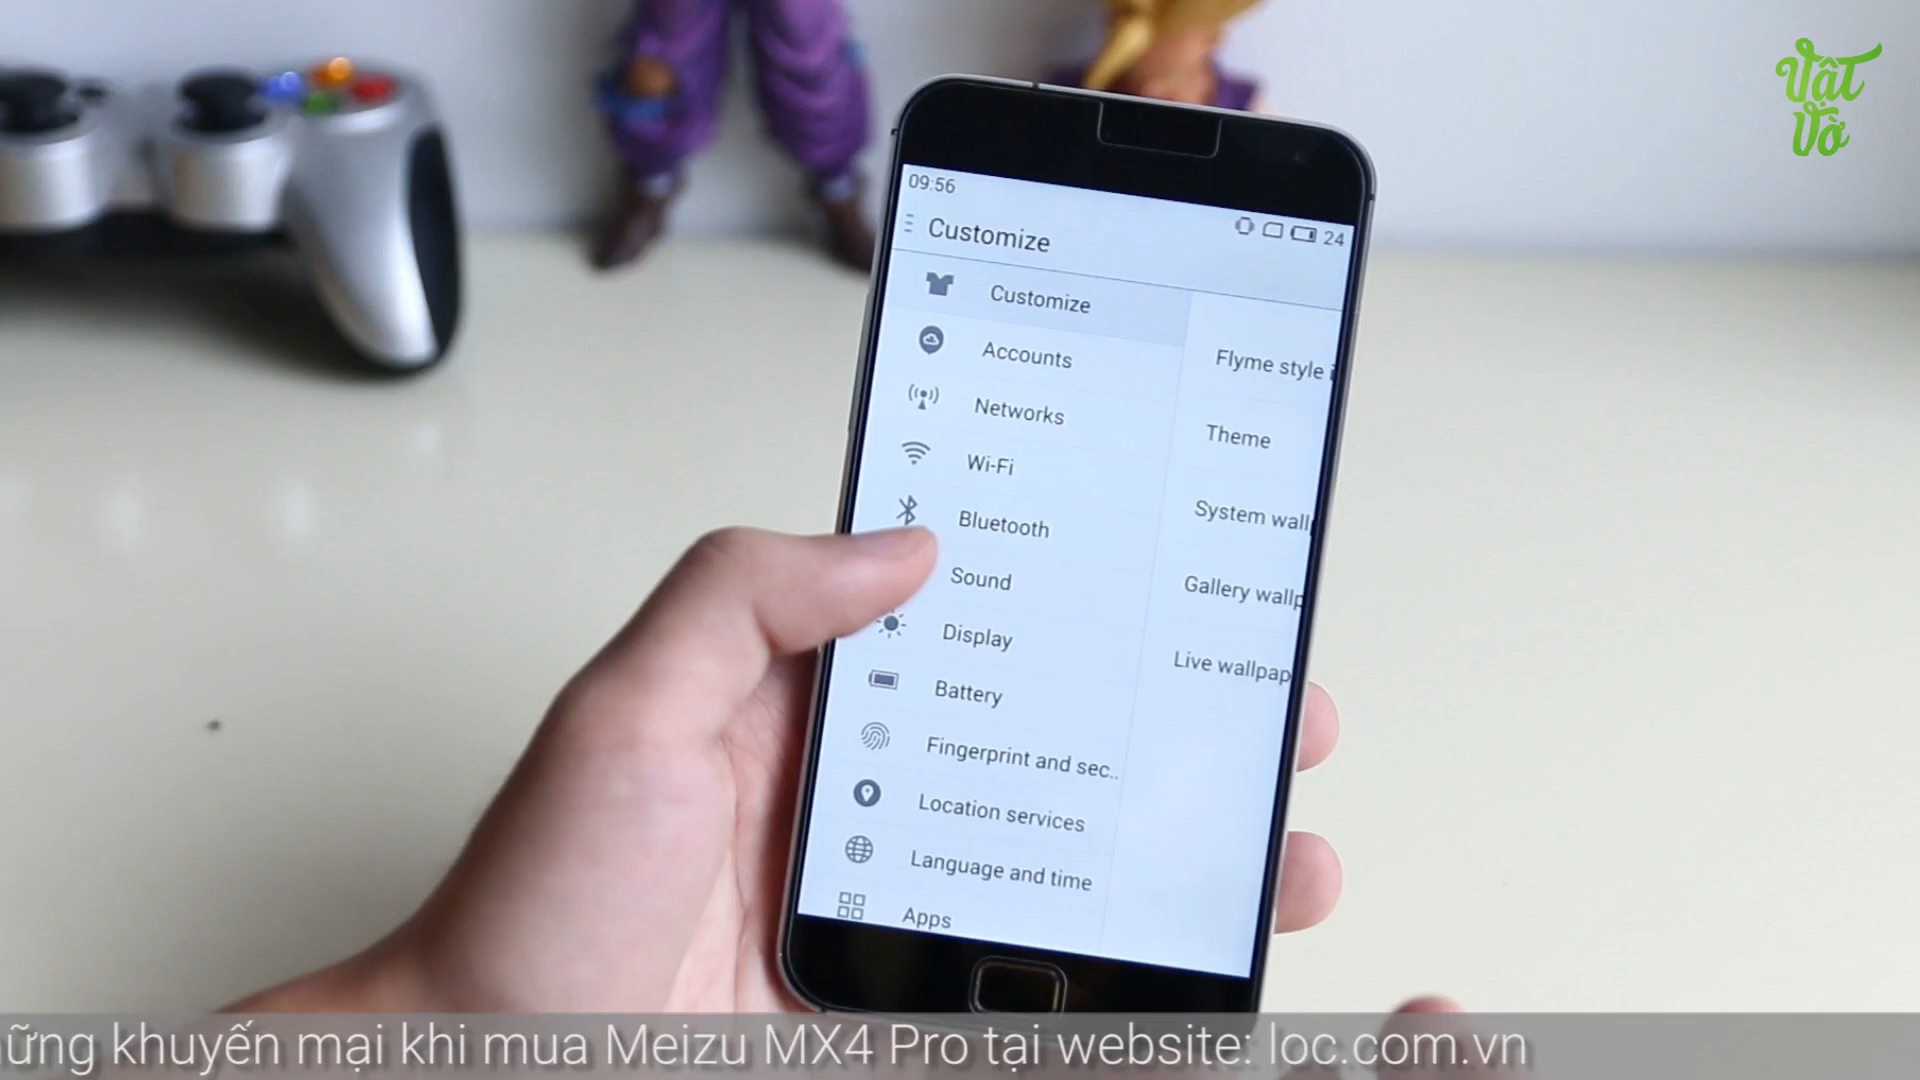 Vật
Vờ
09:56
24
Customize
Customize
Accounts
Networks
Wi-Fi
Bluetooth
Sound
Display
Battery
Fingerprint and sec..
Location services
Language and time
Apps
Flyme style
Theme
System wall
Gallery wallp
Live wallpap
khuyến mại khi mua Meizu MX4 Pro tại website: loc.com.vn